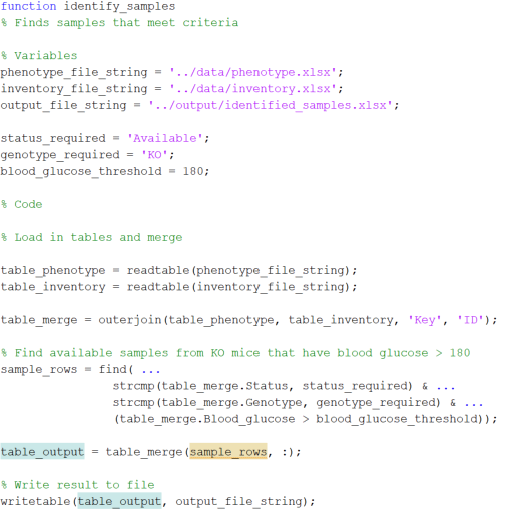 function identify_samples
% Finds samples that meet criteria
% Variables
phenotype_file_string = '../data/phenotype.xlsx';
inventory_file_string = '../data/inventory.xlsx';
output_file_string = '../output/identified_samples.xlsx';
status_required = 'Available';
genotype_required = 'KO';
blood_glucose_threshold = 180;
% Code
% Load in tables and merge
table_phenotype = readtable(phenotype_file_string);
table_inventory = readtable(inventory_file_string);
table_merge = outerjoin(table_phenotype, table_inventory, 'Key', 'ID');
% Find available samples from KO mice that have blood glucose > 180
sample_rows = find( ...
strcmp(table_merge.Status, status_required) & ...
strcmp(table_merge.Genotype, genotype_required) & ...
(table_merge.Blood_glucose > blood_glucose_threshold));
table_output = table_merge(sample_rows, :);
% Write result to file
writetable(table_output, output_file_string);